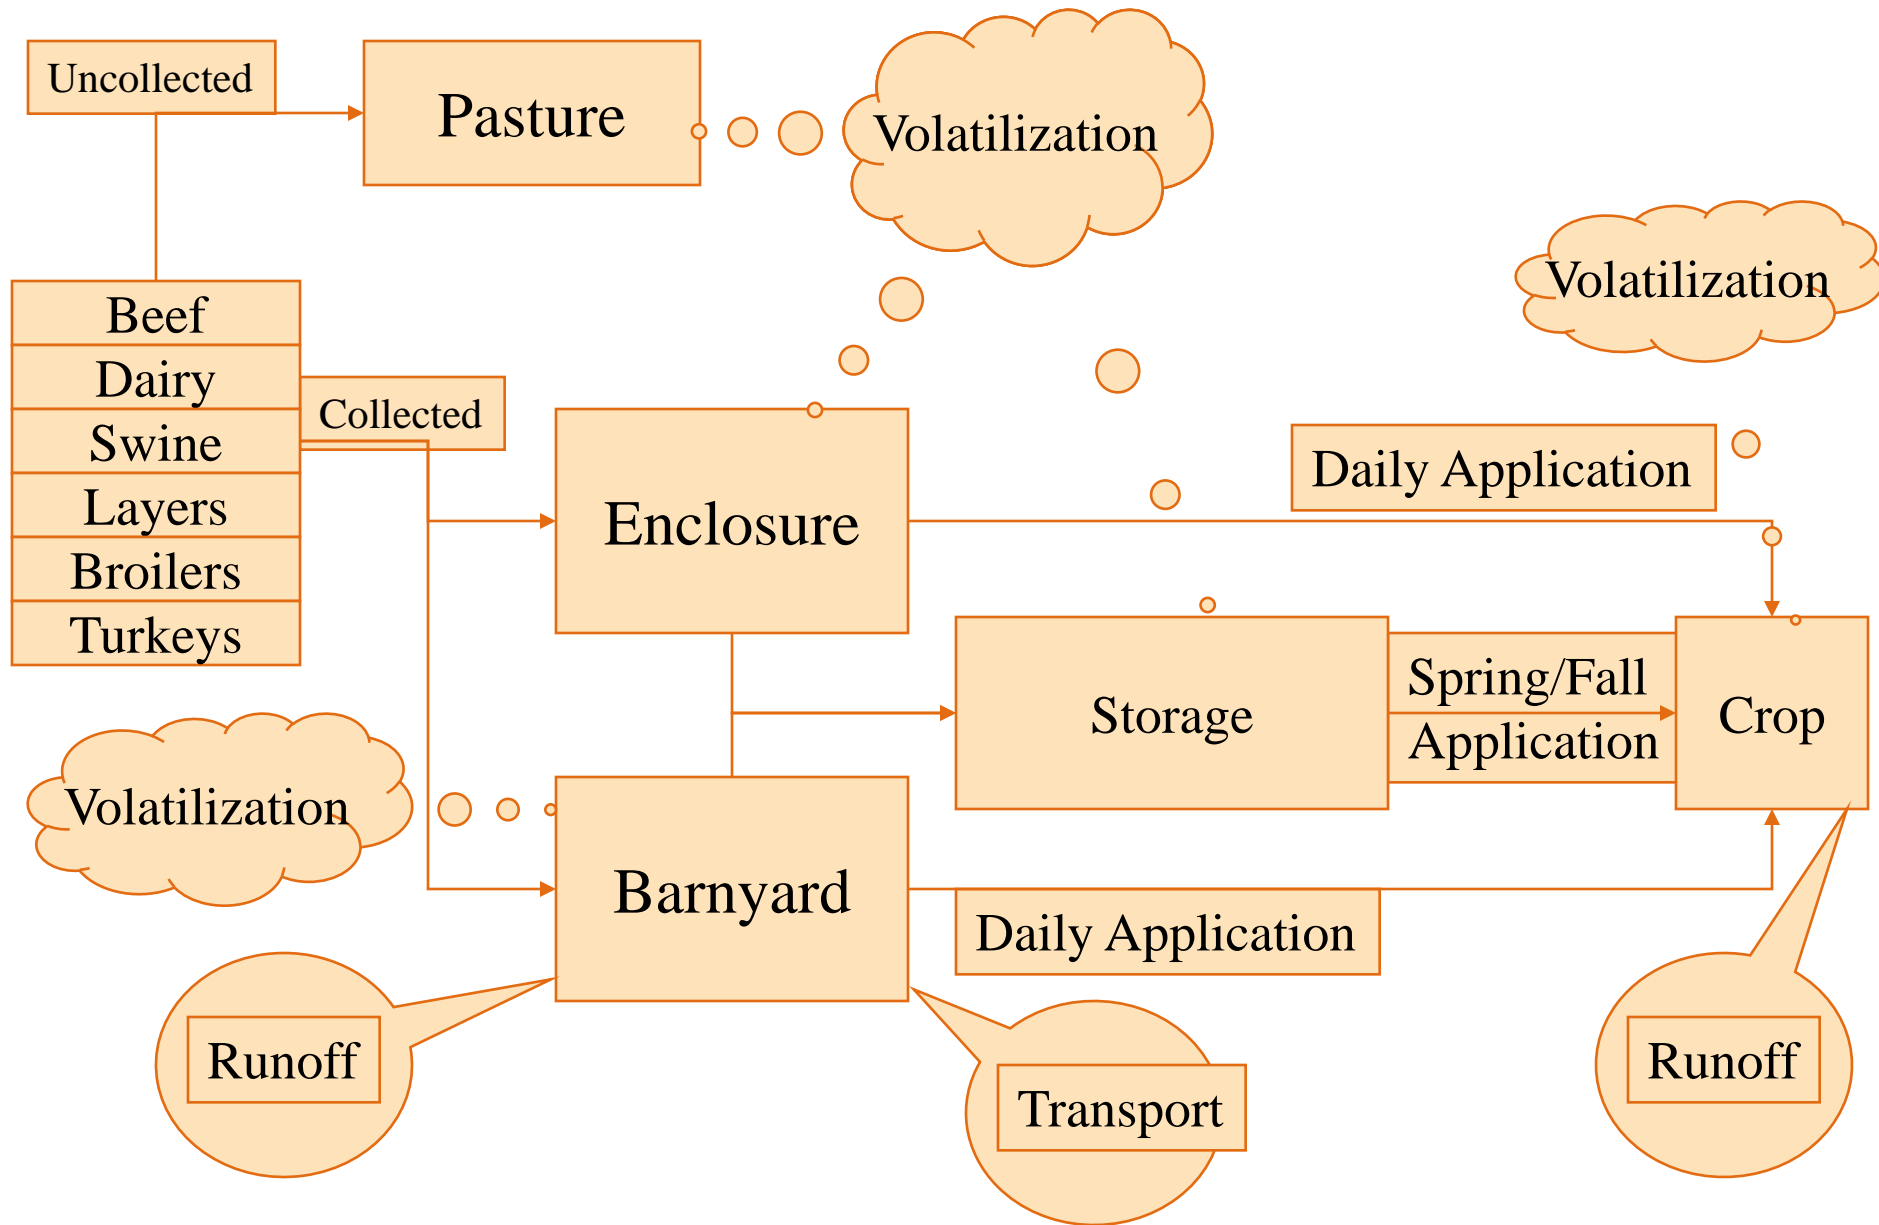 Uncollected
Pasture
Volatilization
Volatilization
Beef
Dairy
Swine
Layers
Broilers
Turkeys
Collected
Enclosure
Daily Application
Storage
Spring/Fall
Application
Crop
Volatilization
Barnyard
Daily Application
Runoff
Transport
Runoff